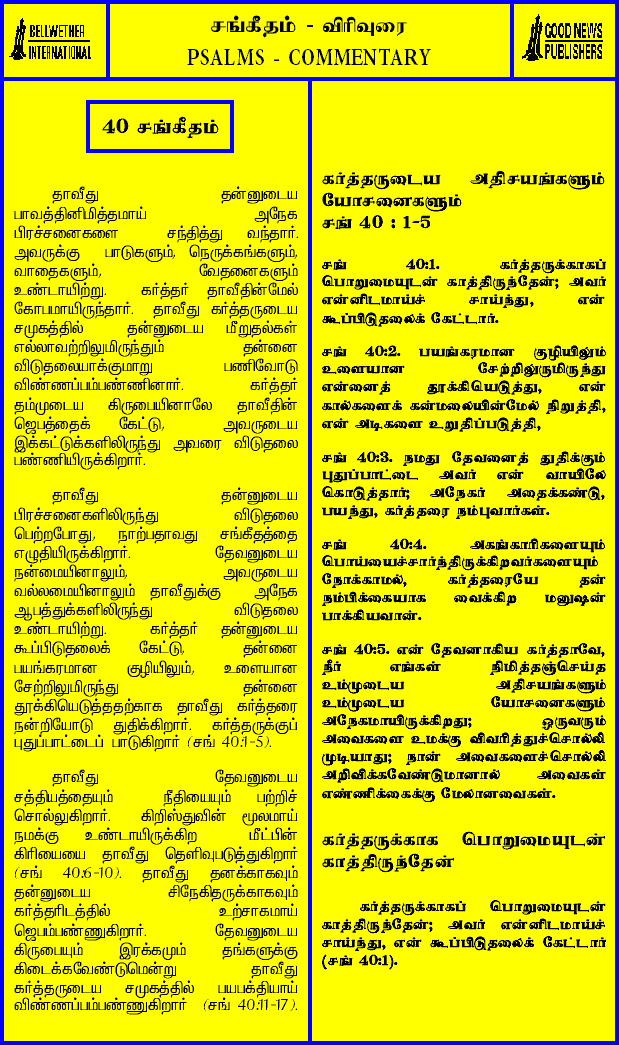 BELLWETHER
INTERNATIONAL
சங்கீதம் - விரிவுரை
PSALMS - COMMENTARY
GOOD NEWS
PUBLISHERS
40 சங்கீதம்
தாவீது தன்னுடைய
பாவத்தினிமித்தமாய் அநேக
பிரச்சனைகளை சந்தித்து வந்தார்.
அவருக்கு பாடுகளும், நெருக்கங்களும்,
வாதைகளும், வேதனைகளும்
உண்டாயிற்று. கர்த்தர் தாவீதின்மேல்
கோபமாயிருந்தார். தாவீது கர்த்தருடைய
சமுகத்தில் தன்னுடைய மீறுதல்கள்
எல்லாவற்றிலுமிருந்தும் தன்னை
விடுதலையாக்குமாறு பணிவோடு
விண்ணப்பம்பண்ணினார். கர்த்தர்
தம்முடைய கிருபையினாலே தாவீதின்
ஜெபத்தைக் கேட்டு, அவருடைய
இக்கட்டுக்களிலிருந்து அவரை விடுதலை
பண்ணியிருக்கிறார்.
தாவீது தன்னுடைய
பிரச்சனைகளிலிருந்து விடுதலை
பெற்றபோது, நாற்பதாவது சங்கீதத்தை
எழுதியிருக்கிறார். தேவனுடைய
நன்மையினாலும், அவருடைய
வல்லமையினாலும் தாவீதுக்கு அநேக
ஆபத்துக்களிலிருந்து விடுதலை
உண்டாயிற்று. கர்த்தர் தன்னுடைய
கூப்பிடுதலைக் கேட்டு, தன்னை
பயங்கரமான குழியிலும், உளையான
சேற்றிலுமிருந்து தன்னை
தூக்கியெடுத்ததற்காக தாவீது கர்த்தரை
நன்றியோடு துதிக்கிறார். கர்த்தருக்குப்
புதுப்பாட்டைப் பாடுகிறார் (சங் 40:1-5).
தாவீது தேவனுடைய
சத்தியத்தையும் நீதியையும் பற்றிச்
சொல்லுகிறார். கிறிஸ்துவின் மூலமாய்
நமக்கு உண்டாயிருக்கிற மீட்பின்
கிரியையை தாவீது தெளிவுபடுத்துகிறார்
(சங் 40:6-10). தாவீது தனக்காகவும்
தன்னுடைய சிநேகிதருக்காகவும்
கர்த்தரிடத்தில் உற்சாகமாய்
ஜெபம்பண்ணுகிறார். தேவனுடைய
கிருபையும் இரக்கமும் தங்களுக்கு
கிடைக்கவேண்டுமென்று தாவீது
கர்த்தருடைய சமுகத்தில் பயபக்தியாய்
விண்ணப்பம்பண்ணுகிறார் (சங் 40:11-17).
கர்த்தருடைய அதிசயங்களும்
யோசனைகளும்
சங் 40 : 1-5
சங் 40:1. கர்த்தருக்காகப்
பொறுமையுடன் காத்திருந்தேன்; அவர்
என்னிடமாய்ச் சாய்ந்து, என்
கூப்பிடுதலைக் கேட்டார்.
சங் 40:2. பயங்கரமான குழியிலும்
உளையான சேற்றிலுருமிருந்து
என்னைத் தூக்கியெடுத்து, என்
கால்களைக் கன்மலையின்மேல் நிறுத்தி,
என் அடிகளை உறுதிப்படுத்தி,
சங் 40:3. நமது தேவனைத் துதிக்கும்
புதுப்பாட்டை அவர் என் வாயிலே
கொடுத்தார்; அநேகர் அதைக்கண்டு,
பயந்து, கர்த்தரை நம்புவார்கள்.
சங் 40:4. அகங்காரிகளையும்
பொய்யைச்சார்ந்திருக்கிறவர்களையும்
நோக்காமல், கர்த்தரையே தன்
நம்பிக்கையாக வைக்கிற மனுஷன்
பாக்கியவான்.
சங் 40:5. என் தேவனாகிய கர்த்தாவே,
நீர் எங்கள் நிமித்தஞ்செய்த
உம்முடைய அதிசயங்களும்
உம்முடைய யோசனைகளும்
அநேகமாயிருக்கிறது; ஒருவரும்
அவைகளை உமக்கு விவரித்துச்சொல்லி
முடியாது; நான் அவைகளைச்சொல்லி
அறிவிக்கவேண்டுமானால் அவைகள்
எண்ணிக்கைக்கு மேலானவைகள்.
கர்த்தருக்காக பொறுமையுடன்
காத்திருந்தேன்
கர்த்தருக்காகப் பொறுமையுடன்
காத்திருந்தேன்; அவர் என்னிடமாய்ச்
சாய்ந்து, என் கூப்பிடுதலைக் கேட்டார்
(சங் 40:1).